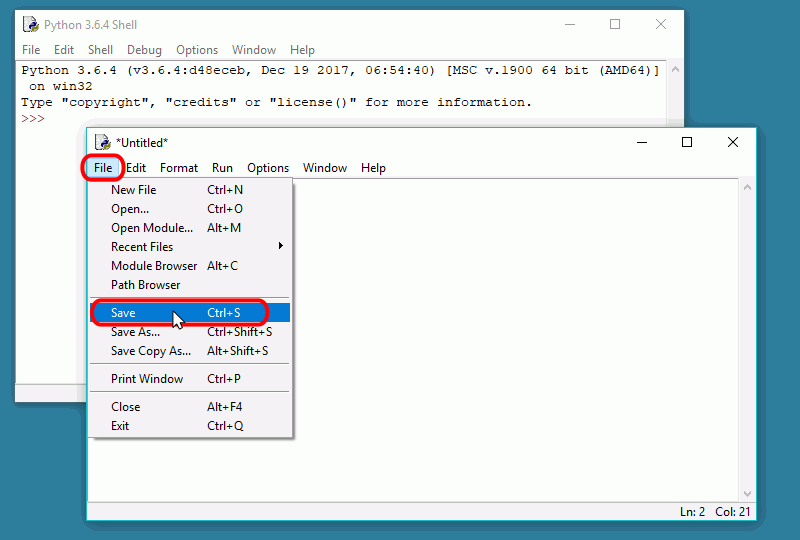 Python 3.6.4 Shell
File Edit Shell Debug Options Window Help
Python 3.6.4 (v3.6.4:d48eceb, Dec 19 2017, 06:54:40) [MSC v.1900 64 bit (AMD64)]
on win32
Type "copyright", "credits" or "license()" for more information.
>>>
*Untitled*
File Edit Format Run Options Window Help
New File Ctrl+N
Open... Ctrl+O
Open Module... Alt+M
Recent Files
Module Browser Alt+C
Path Browser
Save Ctrl+S
Save As... Ctrl+Shift+S
Save Copy As... Alt+Shift+S
Print Window Ctrl+P
Close Alt+F4
Exit Ctrl+Q
Ln: 2 Col: 21